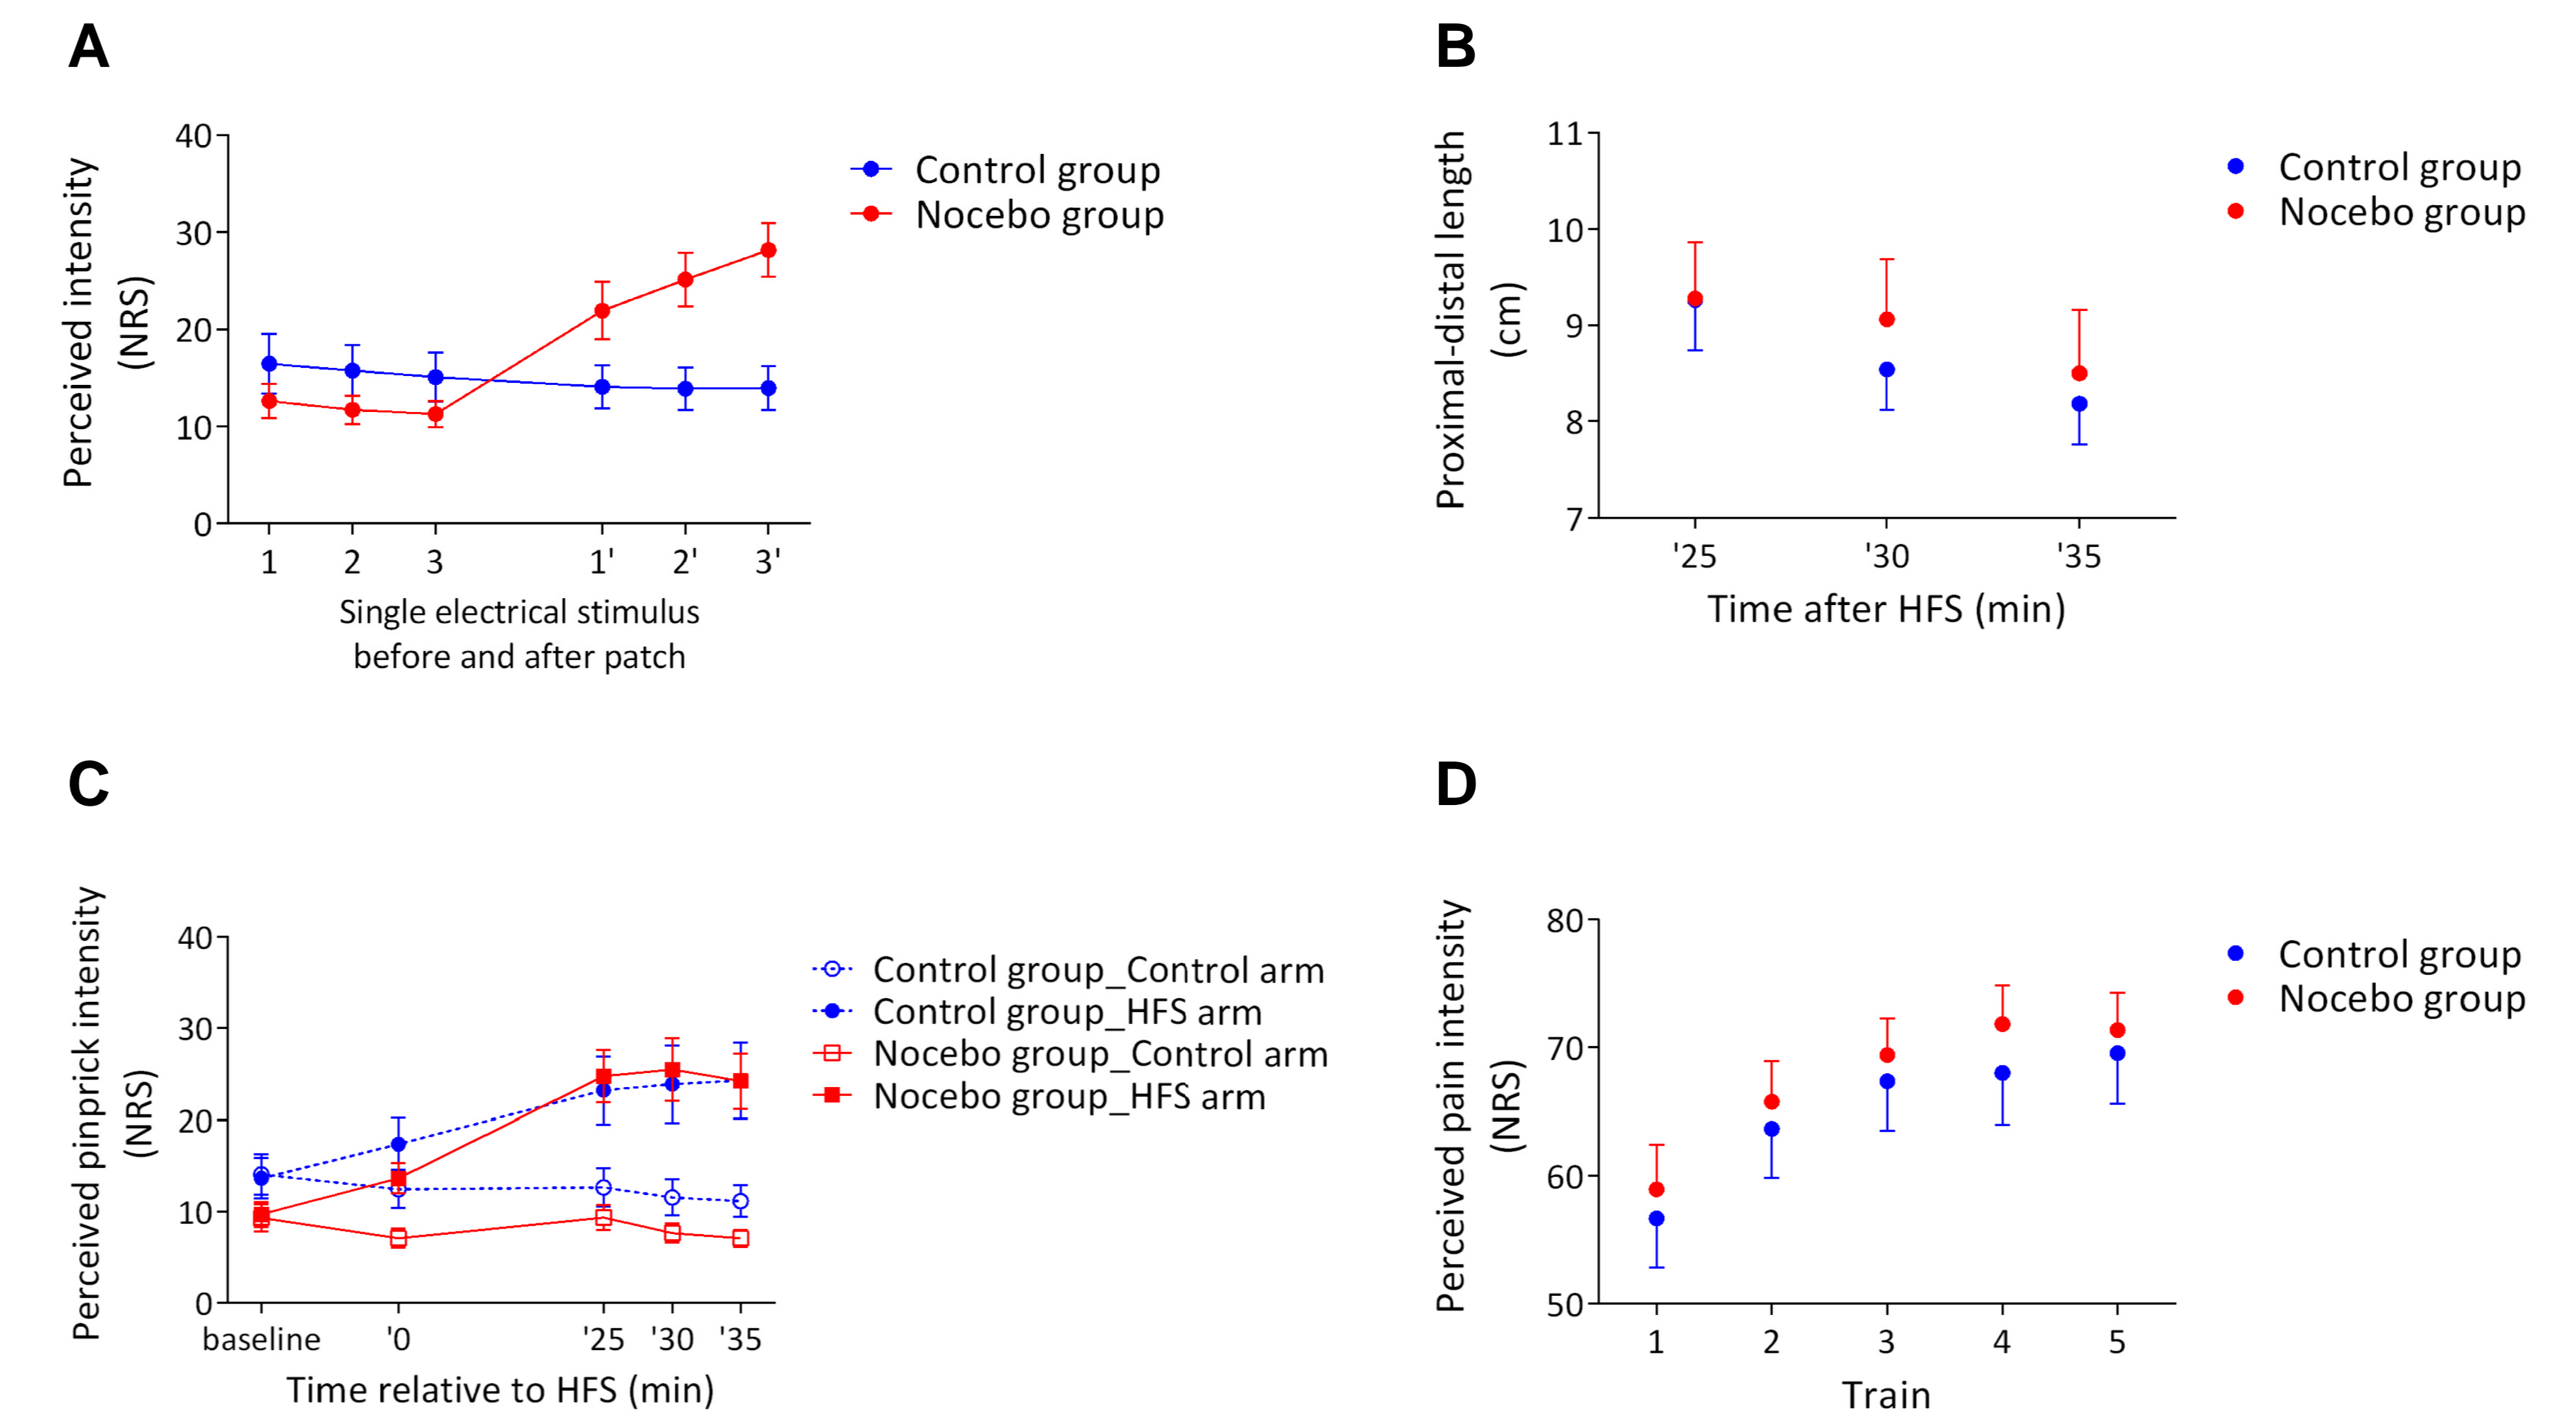 A
Perceived intensity
(NRS)
40
30
20
10
0
1 2 3 1' 2' 3'
Single electrical stimulus
before and after patch
Control group
Nocebo group
B
Proximal-distal length
(cm)
11
10
9
8
7
'25 '30 '35
Time after HFS (min)
Control group
Nocebo group
C
Perceived pinprick intensity
(NRS)
40
30
20
10
0
baseline '0 '25 '30 '35
Time relative to HFS (min)
Control group_Control arm
Control group_HFS arm
Nocebo group_Control arm
Nocebo group_HFS arm
D
Perceived pain intensity
(NRS)
80
70
60
50
1 2 3 4 5
Train
Control group
Nocebo group